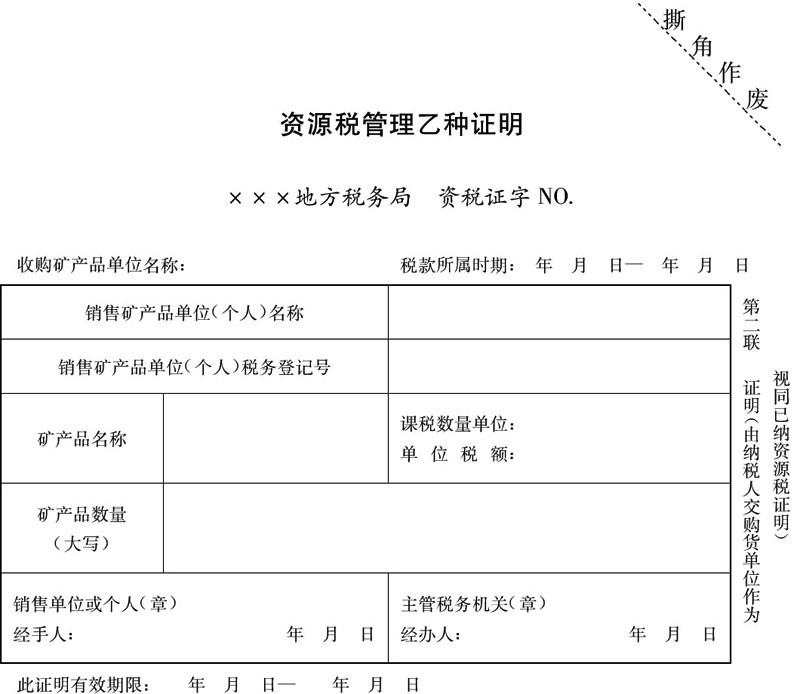 撕角作废
资源税管理乙种证明
×××地方税务局 资税证字 NO.
收购矿产品单位名称： 税款所属时期： 年 月 日— 年 月 日
销售矿产品单位（个人）名称
销售矿产品单位（个人）税务登记号
矿产品名称
课税数量单位：
单 位 税 额：
矿产品数量
（大写）
销售单位或个人（章）
经手人： 年 月 日
主管税务机关（章）
经办人： 年 月 日
此证明有效期限： 年 月 日— 年 月 日
第二联 证明（由纳税人交购货单位作为
视同已纳资源税证明）